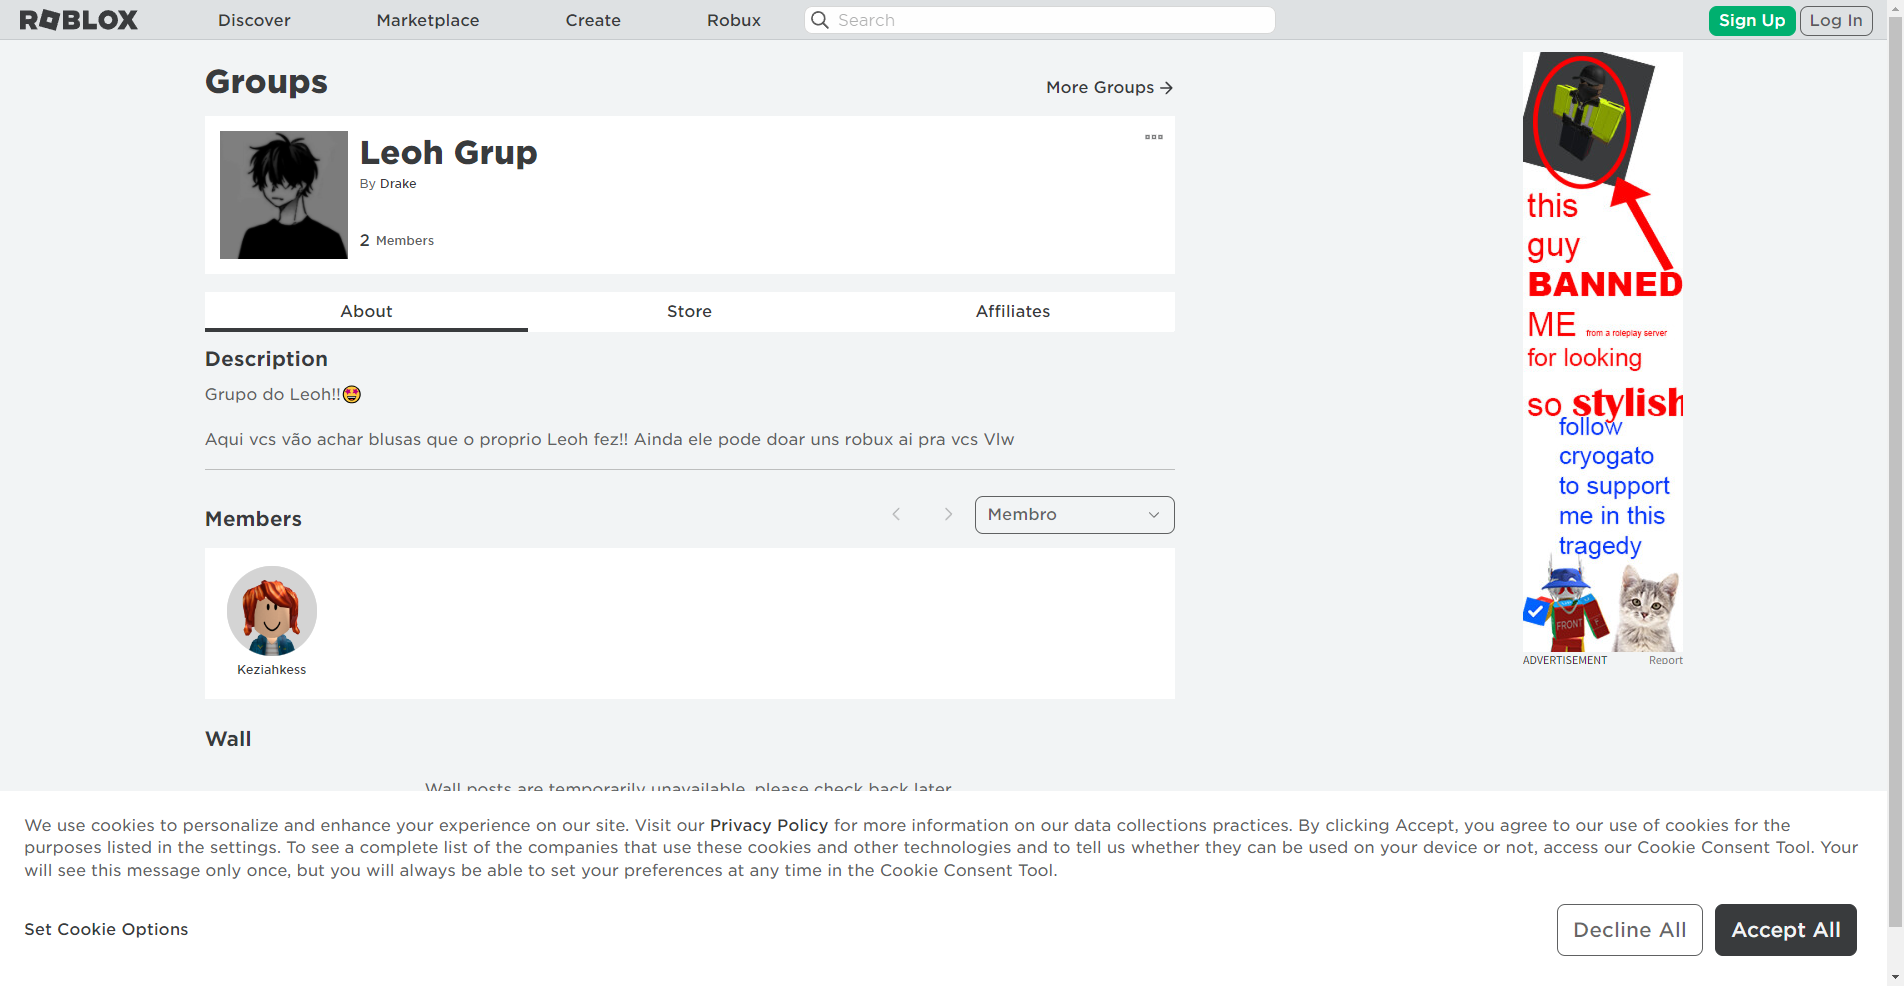 ROBLOX
Discover
Marketplace
Create
Robux
Search
Sign Up
Log In
Groups
More Groups
Leoh Grup
By Drake
2 Members
About
Store
Affiliates
Description
Grupo do Leoh!!🤩
Aqui vcs vão achar blusas que o proprio Leoh fez!! Ainda ele pode doar uns robux ai pra vcs Vlw
Members
Membro
Keziahkess
Wall
Wall posts are temporarily unavailable, please check back later.
this
guy
BANNED
ME from a roleplay server
for looking
so stylish
follow
cryogato
to support
me in this
tragedy
FRONT
ADVERTISEMENT
Report
We use cookies to personalize and enhance your experience on our site. Visit our Privacy Policy for more information on our data collections practices. By clicking Accept, you agree to our use of cookies for the
purposes listed in the settings. To see a complete list of the companies that use these cookies and other technologies and to tell us whether they can be used on your device or not, access our Cookie Consent Tool. Your
will see this message only once, but you will always be able to set your preferences at any time in the Cookie Consent Tool.
Set Cookie Options
Decline All
Accept All